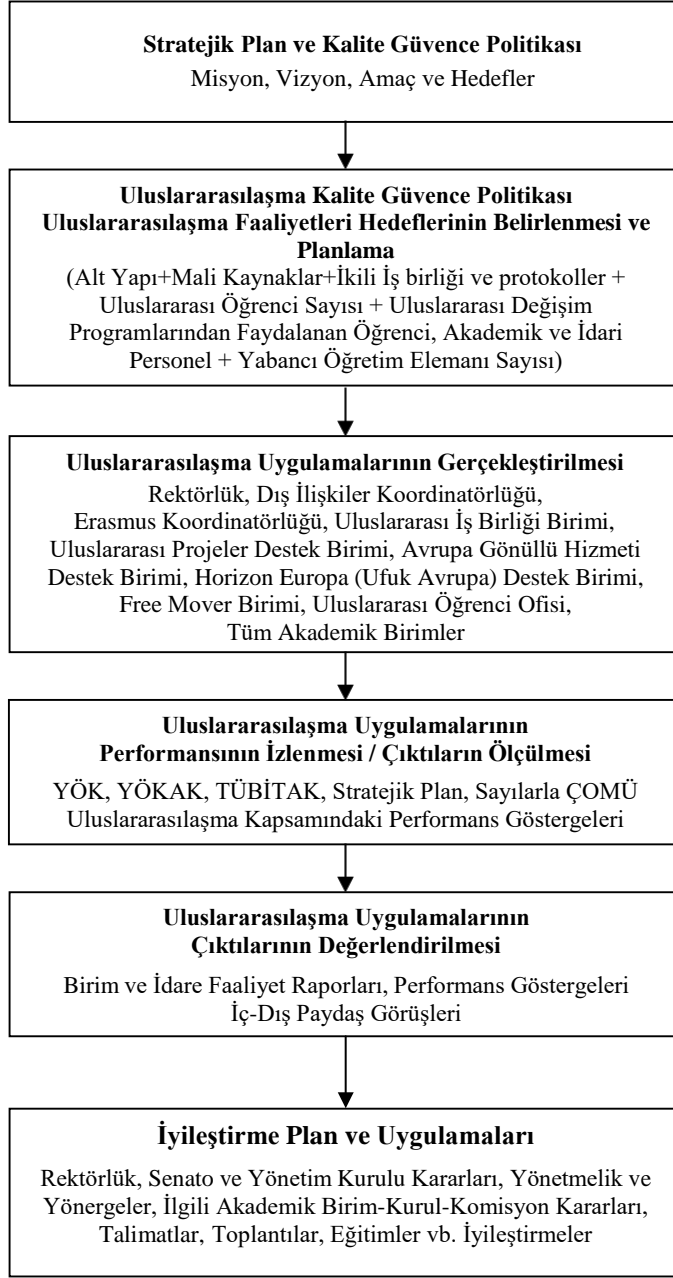 Stratejik Plan ve Kalite Güvence Politikası
Misyon, Vizyon, Amaç ve Hedefler
Uluslararasılaşma Kalite Güvence Politikası
Uluslararasılaşma Faaliyetleri Hedeflerinin Belirlenmesi ve
Planlama
(Alt Yapı+Mali Kaynaklar+İkili İş birliği ve protokoller +
Uluslararası Öğrenci Sayısı + Uluslararası Değişim
Programlarından Faydalanan Öğrenci, Akademik ve İdari
Personel + Yabancı Öğretim Elemanı Sayısı)
Uluslararasılaşma Uygulamalarının Gerçekleştirilmesi
Rektörlük, Dış İlişkiler Koordinatörlüğü,
Erasmus Koordinatörlüğü, Uluslararası İş Birliği Birimi,
Uluslararası Projeler Destek Birimi, Avrupa Gönüllü Hizmeti
Destek Birimi, Horizon Europa (Ufuk Avrupa) Destek Birimi,
Free Mover Birimi, Uluslararası Öğrenci Ofisi,
Tüm Akademik Birimler
Uluslararasılaşma Uygulamalarının
Performansının İzlenmesi / Çıktıların Ölçülmesi
YÖK, YÖKAK, TÜBİTAK, Stratejik Plan, Sayılarla ÇOMÜ
Uluslararasılaşma Kapsamındaki Performans Göstergeleri
Uluslararasılaşma Uygulamalarının
Çıktılarının Değerlendirilmesi
Birim ve İdare Faaliyet Raporları, Performans Göstergeleri
İç-Dış Paydaş Görüşleri
İyileştirme Plan ve Uygulamaları
Rektörlük, Senato ve Yönetim Kurulu Kararları, Yönetmelik ve
Yönergeler, İlgili Akademik Birim-Kurul-Komisyon Kararları,
Talimatlar, Toplantılar, Eğitimler vb. İyileştirmeler